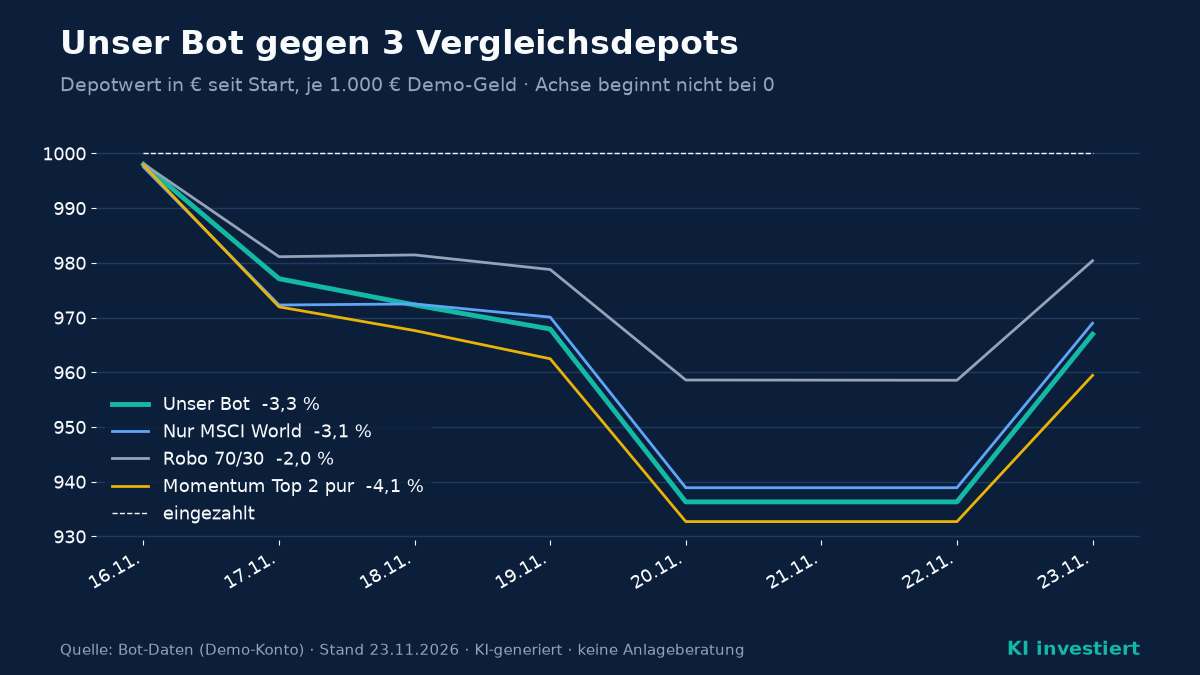 Unser Bot gegen 3 Vergleichsdepots
Depotwert in € seit Start, je 1.000 € Demo-Geld · Achse beginnt nicht bei 0
1000
990
980
970
960
950
940
930
Unser Bot -3,3 %
Nur MSCI World -3,1 %
Robo 70/30 -2,0 %
Momentum Top 2 pur -4,1 %
eingezahlt
16.11.
17.11.
18.11.
19.11.
20.11.
21.11.
22.11.
23.11.
Quelle: Bot-Daten (Demo-Konto) · Stand 23.11.2026 · KI-generiert · keine Anlageberatung
KI investiert